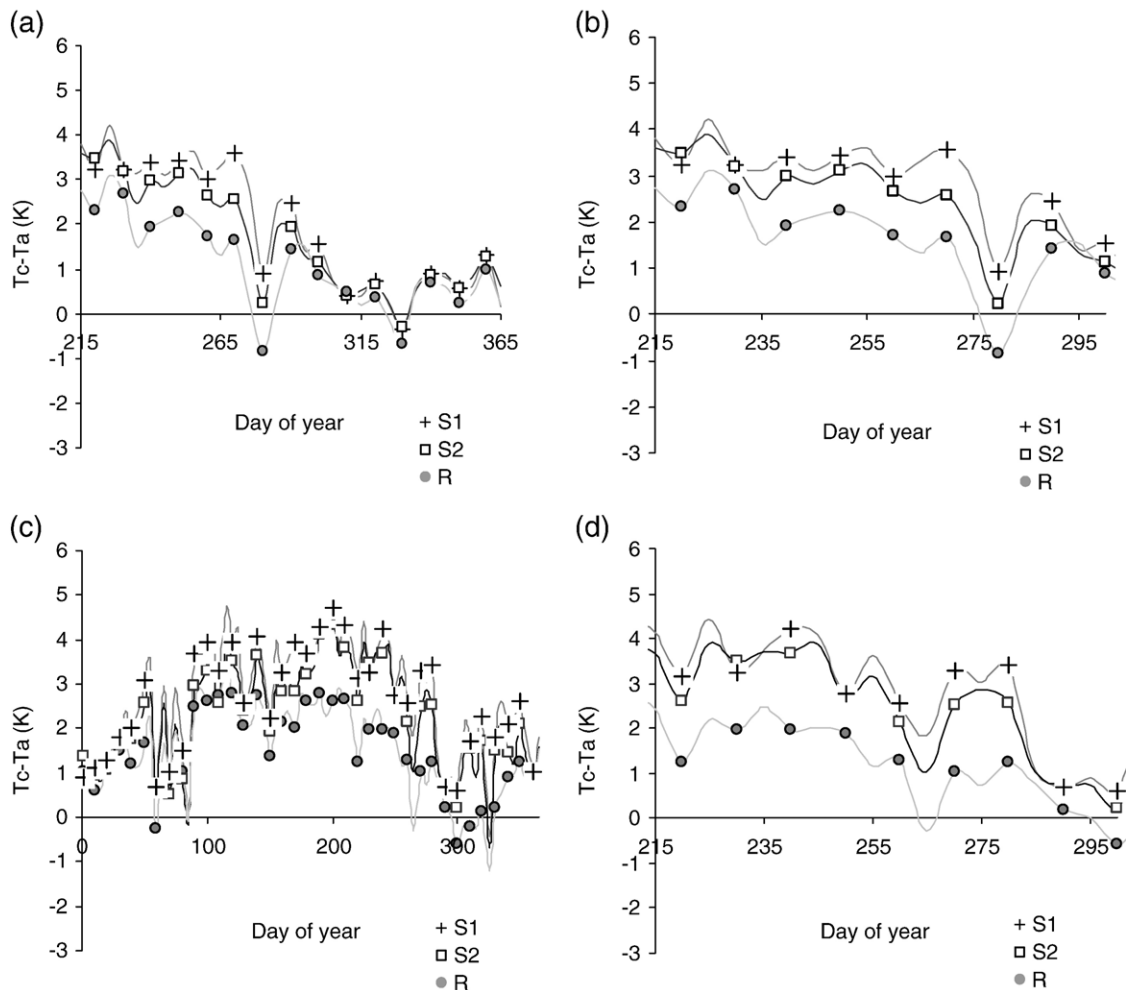 (a)
6
5
4
3
2
1
0
-1
-2
-3
Tc-Ta (K)
215 265 315 365
Day of year
S1
S2
R
(b)
6
5
4
3
2
1
0
-1
-2
-3
Tc-Ta (K)
215 235 255 275 295
Day of year
S1
S2
R
(c)
6
5
4
3
2
1
0
-1
-2
-3
Tc-Ta (K)
0 100 200 300
Day of year
S1
S2
R
(d)
6
5
4
3
2
1
0
-1
-2
-3
Tc-Ta (K)
215 235 255 275 295
Day of year
S1
S2
R